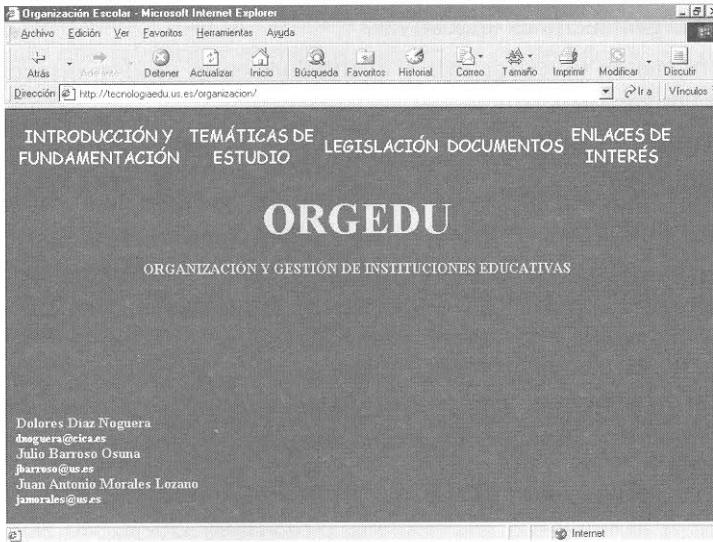 Organización Escolar - Microsoft Internet Explorer
Archivo Edición Ver Favoritos Herramientas Ayuda
Atrás Adelante Detener Actualizar Inicio Búsqueda Favoritos Historial Correo Tamaño Imprimir Modificar Discutir
Dirección http://tecnologiaedu.us.es/organizacion/ Ir a Vínculos
INTRODUCCIÓN Y FUNDAMENTACIÓN
TEMÁTICAS DE ESTUDIO
LEGISLACIÓN
DOCUMENTOS
ENLACES DE INTERÉS
ORGEDU
ORGANIZACIÓN Y GESTIÓN DE INSTITUCIONES EDUCATIVAS
Dolores Díaz Noguera
dnoguera@cica.es
Julio Barroso Osuna
jbarroso@us.es
Juan Antonio Morales Lozano
jamorales@us.es
Internet